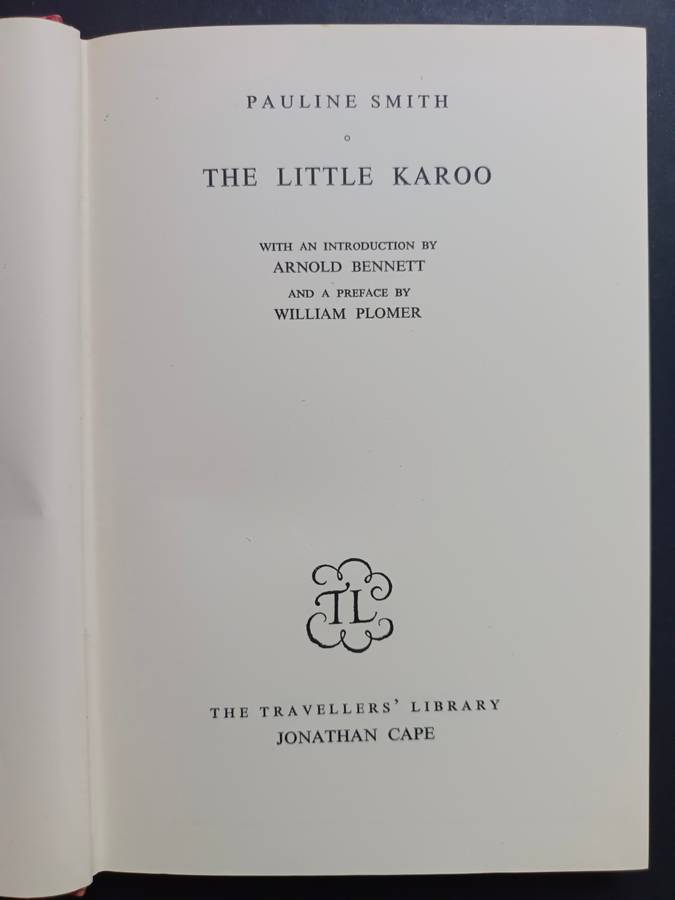 PAULINE SMITH
THE LITTLE KAROO
WITH AN INTRODUCTION BY
ARNOLD BENNETT
AND A PREFACE BY
WILLIAM PLOMER
TL
THE TRAVELLERS' LIBRARY
JONATHAN CAPE